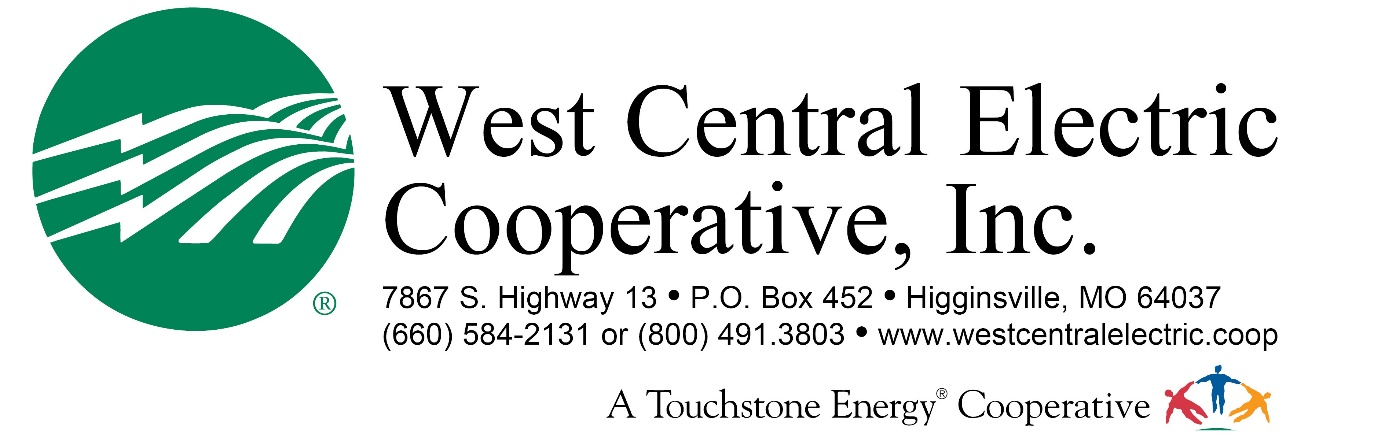 West Central Electric
Cooperative, Inc.
®
7867 S. Highway 13 • P.O. Box 452 • Higginsville, MO 64037
(660) 584-2131 or (800) 491.3803 • www.westcentralelectric.coop
A Touchstone Energy® Cooperative